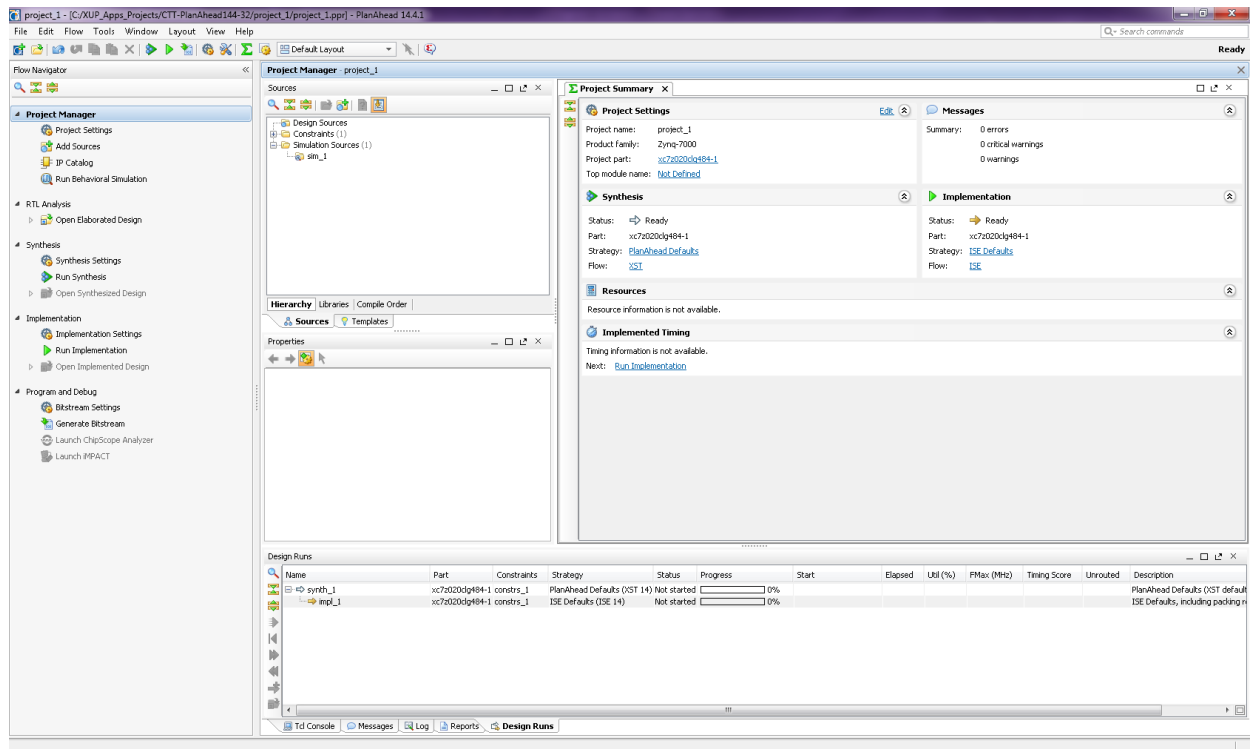 project_1 - [C:/XUP_Apps_Projects/CTT-PlanAhead144-32/project_1/project_1.ppr] - PlanAhead 14.4.1
File Edit Flow Tools Window Layout View Help
Search commands
Default Layout
Ready
Flow Navigator
Project Manager
Project Settings
Add Sources
IP Catalog
Run Behavioral Simulation
RTL Analysis
Open Elaborated Design
Synthesis
Synthesis Settings
Run Synthesis
Open Synthesized Design
Implementation
Implementation Settings
Run Implementation
Open Implemented Design
Program and Debug
Bitstream Settings
Generate Bitstream
Launch ChipScope Analyzer
Launch iMPACT
Project Manager - project_1
Sources
Design Sources
Constraints (1)
Simulation Sources (1)
sim_1
Hierarchy Libraries Compile Order
Sources Templates
Properties
Project Summary
Project Settings Edit
Project name: project_1
Product family: Zynq-7000
Project part: xc7z020clg484-1
Top module name: Not Defined
Messages
Summary: 0 errors
0 critical warnings
0 warnings
Synthesis
Status: Ready
Part: xc7z020clg484-1
Strategy: PlanAhead Defaults
Flow: XST
Implementation
Status: Ready
Part: xc7z020clg484-1
Strategy: ISE Defaults
Flow: ISE
Resources
Resource information is not available.
Implemented Timing
Timing information is not available.
Next: Run Implementation
Design Runs
Name Part Constraints Strategy Status Progress Start Elapsed Util (%) FMax (MHz) Timing Score Unrouted Description
synth_1 xc7z020clg484-1 constrs_1 PlanAhead Defaults (XST 14) Not started 0% PlanAhead Defaults (XST default
impl_1 xc7z020clg484-1 constrs_1 ISE Defaults (ISE 14) Not started 0% ISE Defaults, including packing r
Tcl Console Messages Log Reports Design Runs